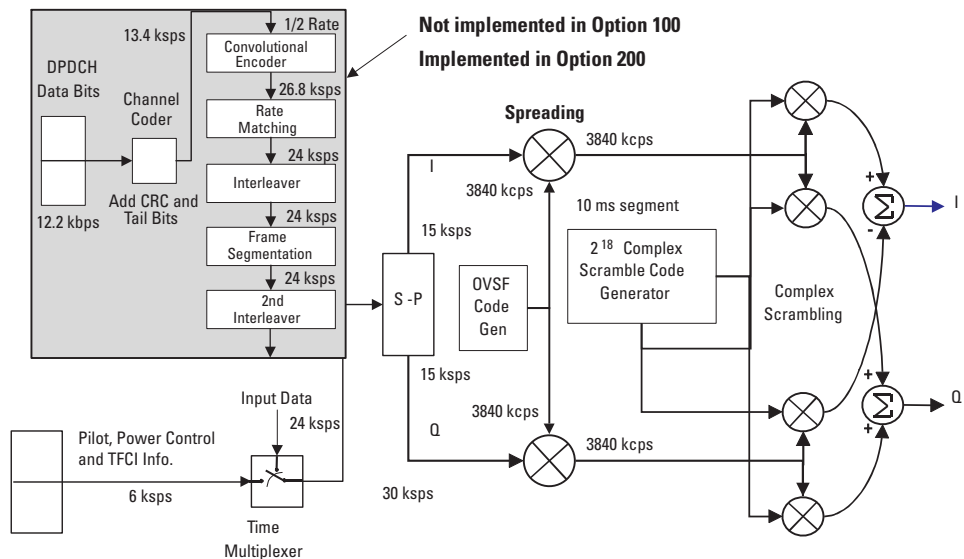 13.4 ksps
1/2 Rate
Convolutional
Encoder
26.8 ksps
Rate
Matching
24 ksps
Interleaver
24 ksps
Frame
Segmentation
24 ksps
2nd
Interleaver
DPDCH
Data Bits
Channel
Coder
Add CRC and
Tail Bits
12.2 kbps
Not implemented in Option 100
Implemented in Option 200
Spreading
I
3840 kcps
3840 kcps
15 ksps
S -P
OVSF
Code
Gen
10 ms segment
2 18 Complex
Scramble Code
Generator
Complex
Scrambling
+
Σ
-
I
15 ksps
3840 kcps
Q
3840 kcps
30 ksps
+
Σ
+
Q
Input Data
24 ksps
Pilot, Power Control
and TFCI Info.
6 ksps
Time
Multiplexer